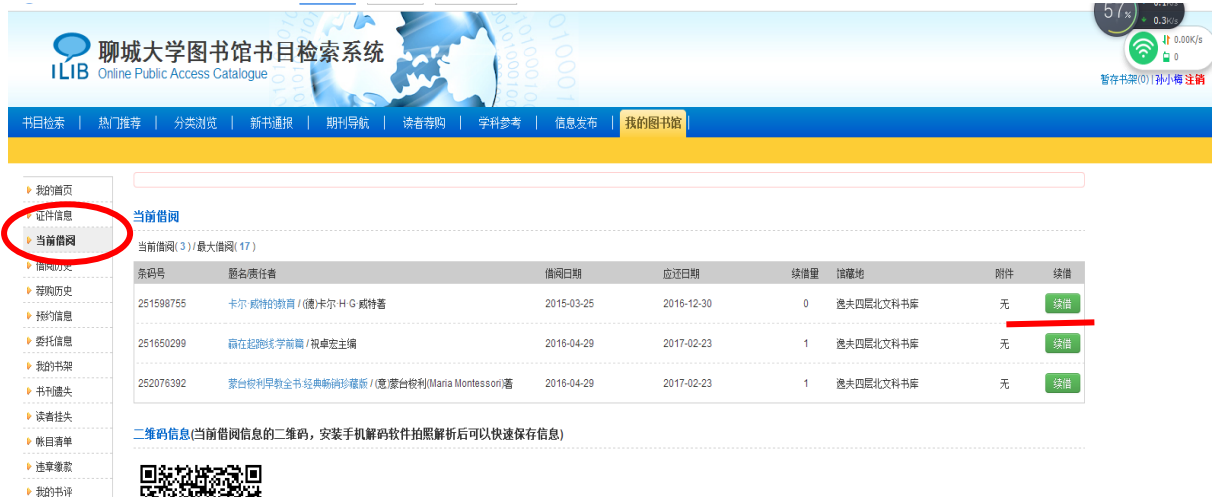 57%
0.1K/s
0.3K/s
0.00K/s
0
ILIB 聊城大学图书馆书目检索系统
Online Public Access Catalogue
暂存书架(0) | 孙小梅 注销
书目检索 | 热门推荐 | 分类浏览 | 新书通报 | 期刊导航 | 读者荐购 | 学科参考 | 信息发布 | 我的图书馆 |
我的首页
证件信息
当前借阅
借阅历史
荐购历史
预约信息
委托信息
我的书架
书刊遗失
读者挂失
帐目清单
违章缴款
我的书评
当前借阅
当前借阅( 3 ) / 最大借阅( 17 )
条码号 题名/责任者 借阅日期 应还日期 续借量 馆藏地 附件 续借
251598755 卡尔·威特的教育 / (德)卡尔·H·G·威特著 2015-03-25 2016-12-30 0 逸夫四层北文科书库 无 续借
251650299 赢在起跑线:学前篇 / 祝卓宏主编 2016-04-29 2017-02-23 1 逸夫四层北文科书库 无 续借
252076392 蒙台梭利早教全书:经典畅销珍藏版 / (意)蒙台梭利(Maria Montessori)著 2016-04-29 2017-02-23 1 逸夫四层北文科书库 无 续借
二维码信息(当前借阅信息的二维码，安装手机解码软件拍照解析后可以快速保存信息)